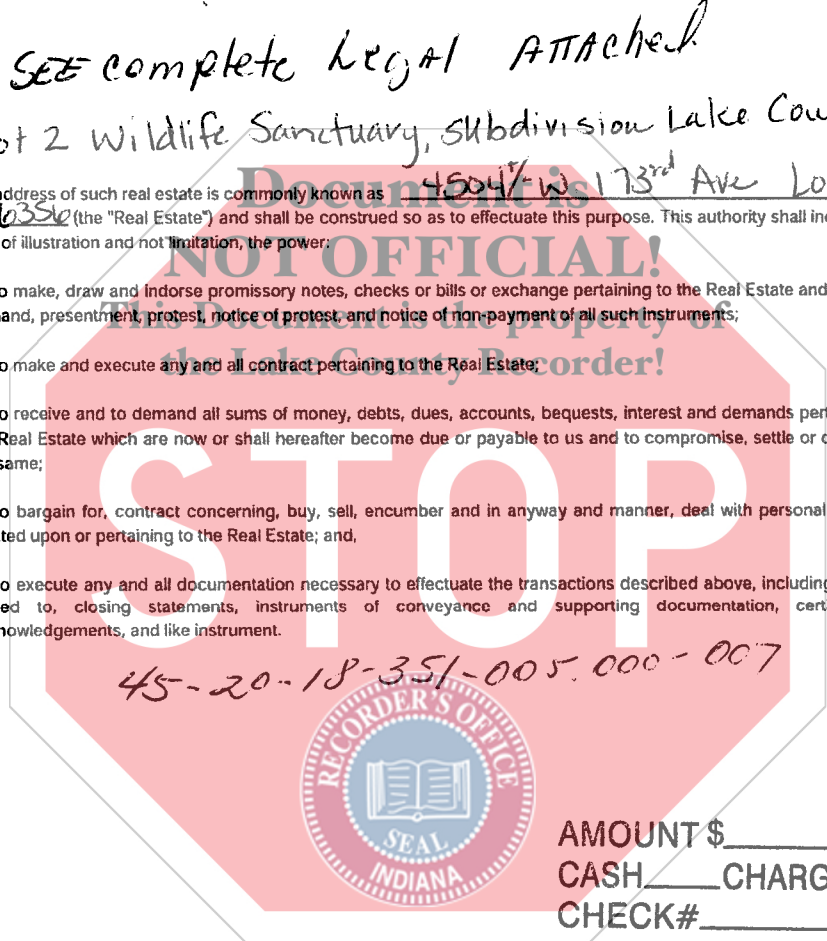 SEE complete Legal Attached
ot 2 Wildlife Sanctuary, Subdivision Lake Cou
Document is
ddress of such real estate is commonly known as W. 173rd Ave Lo
6356 (the "Real Estate") and shall be construed so as to effectuate this purpose. This authority shall inc
of illustration and not limitation, the power:
NOT OFFICIAL!
o make, draw and indorse promissory notes, checks or bills or exchange pertaining to the Real Estate and
and, presentment, protest, notice of protest, and notice of non-payment of all such instruments;
This Document is the property of
the Lake County Recorder!
o make and execute any and all contract pertaining to the Real Estate;
o receive and to demand all sums of money, debts, dues, accounts, bequests, interest and demands per
Real Estate which are now or shall hereafter become due or payable to us and to compromise, settle or
same;
STOP
o bargain for, contract concerning, buy, sell, encumber and in anyway and manner, deal with personal
ted upon or pertaining to the Real Estate; and,
o execute any and all documentation necessary to effectuate the transactions described above, including
ed to, closing statements, instruments of conveyance and supporting documentation, cert
nowledgements, and like instrument.
45-20-18-351-005.000-007
RECORDER'S OFFICE
SEAL
INDIANA
AMOUNT $
CASH CHARG
CHECK#